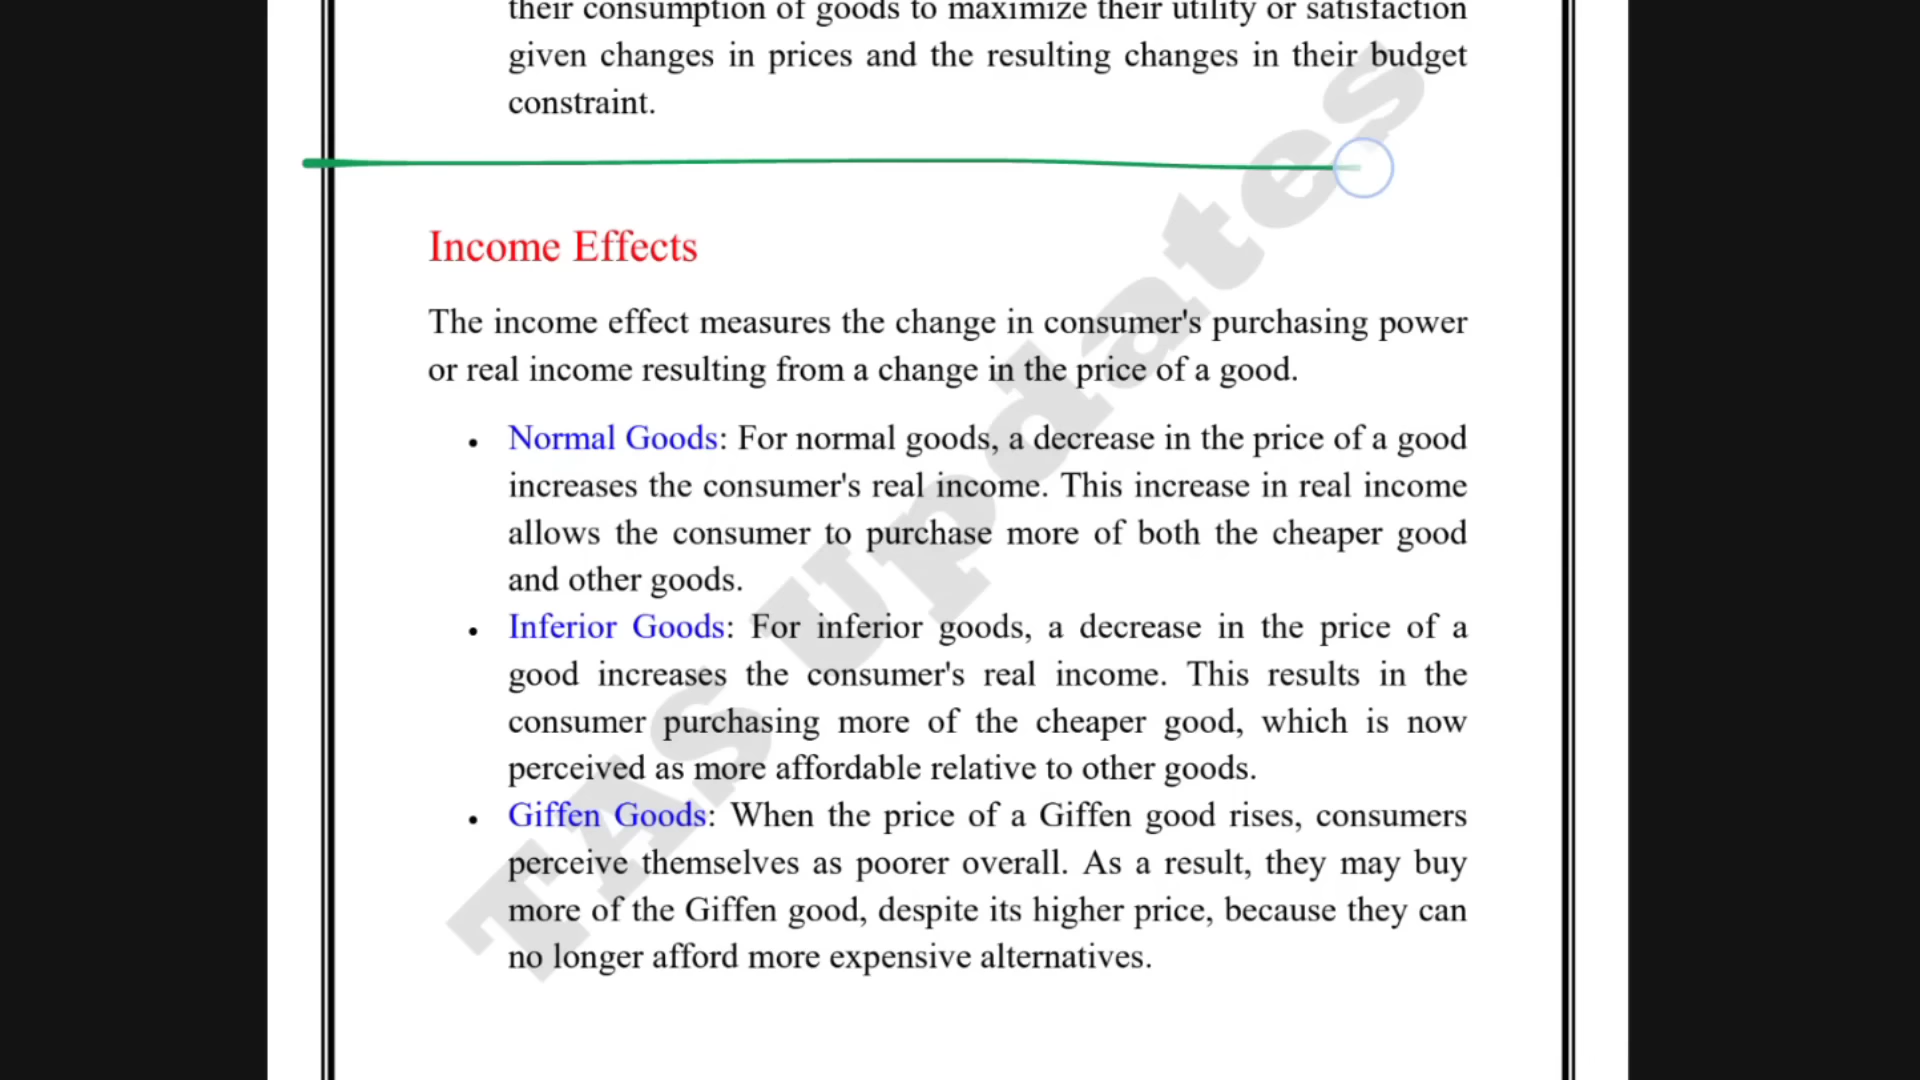 their consumption of goods to maximize their utility or satisfaction
given changes in prices and the resulting changes in their budget
constraint.
Income Effects
The income effect measures the change in consumer's purchasing power
or real income resulting from a change in the price of a good.
• Normal Goods: For normal goods, a decrease in the price of a good
increases the consumer's real income. This increase in real income
allows the consumer to purchase more of both the cheaper good
and other goods.
• Inferior Goods: For inferior goods, a decrease in the price of a
good increases the consumer's real income. This results in the
consumer purchasing more of the cheaper good, which is now
perceived as more affordable relative to other goods.
• Giffen Goods: When the price of a Giffen good rises, consumers
perceive themselves as poorer overall. As a result, they may buy
more of the Giffen good, despite its higher price, because they can
no longer afford more expensive alternatives.
TAS Updates